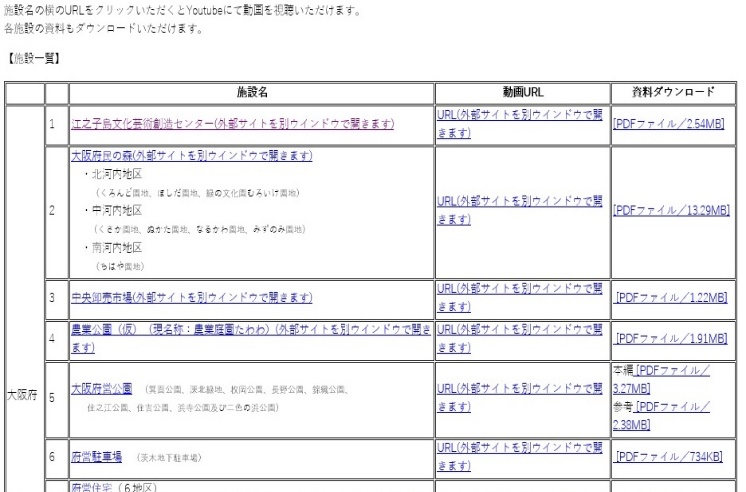 施設名の横のURLをクリックいただくとYoutubeにて動画を視聴いただけます。
各施設の資料もダウンロードいただけます。
【施設一覧】
施設名 動画URL 資料ダウンロード
大阪府
1 江之子島文化芸術創造センター(外部サイトを別ウインドウで開きます) URL(外部サイトを別ウインドウで開きます) [PDFファイル／2.54MB]
2 大阪府民の森(外部サイトを別ウインドウで開きます)
・北河内地区
（くろんど園地、ほしだ園地、緑の文化園むろいけ園地）
・中河内地区
（くさか園地、ぬかた園地、なるかわ園地、みずのみ園地）
・南河内地区
（ちはや園地）
URL(外部サイトを別ウインドウで開きます) [PDFファイル／13.29MB]
3 中央卸売市場(外部サイトを別ウインドウで開きます) URL(外部サイトを別ウインドウで開きます) [PDFファイル／1.22MB]
4 農業公園（仮）（現名称：農業庭園たわわ）(外部サイトを別ウインドウで開きます) URL(外部サイトを別ウインドウで開きます) [PDFファイル／1.91MB]
5 大阪府営公園 （箕面公園、深北緑地、枚岡公園、長野公園、錦織公園、
住之江公園、住吉公園、浜寺公園及び二色の浜公園）
URL(外部サイトを別ウインドウで開きます)
本編 [PDFファイル／3.27MB]
参考 [PDFファイル／2.38MB]
6 府営駐車場 （茨木地下駐車場） URL(外部サイトを別ウインドウで開きます) [PDFファイル／734KB]
府営住宅（６地区）